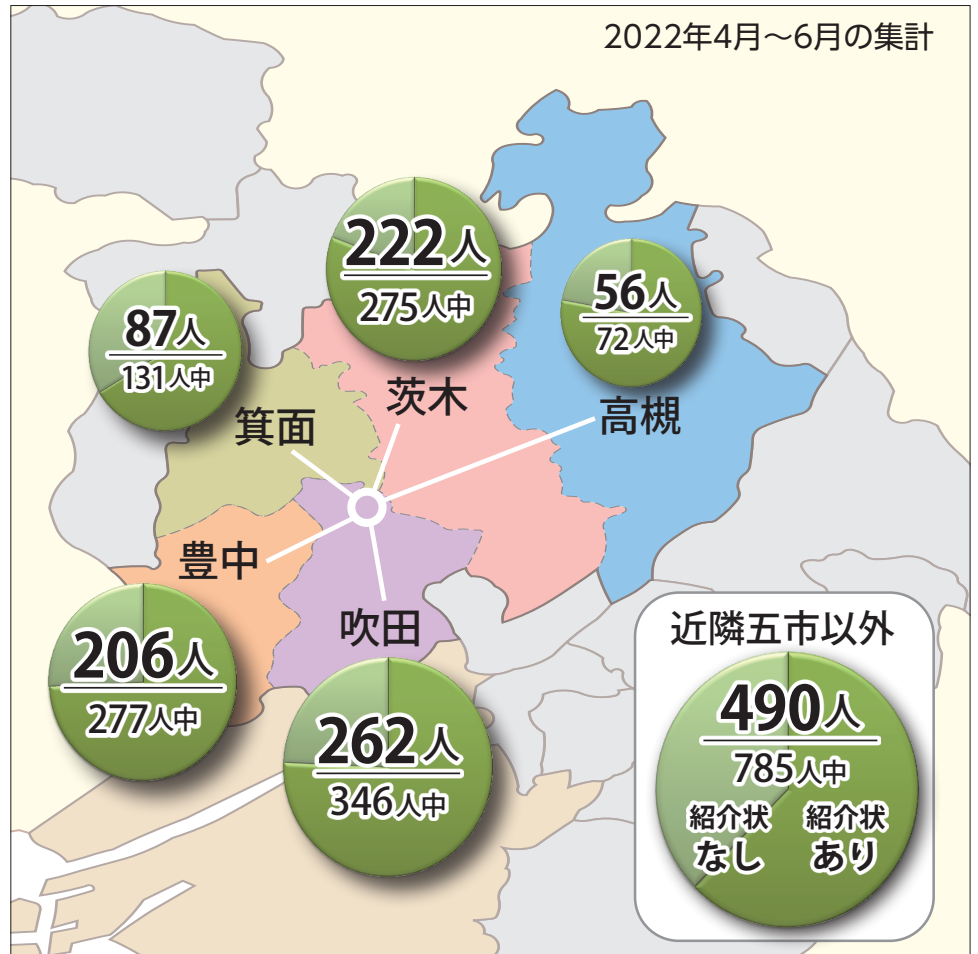 2022年4月～6月の集計
222人
275人中
56人
72人中
87人
131人中
茨木
高槻
箕面
豊中
吹田
206人
277人中
262人
346人中
近隣五市以外
490人
785人中
紹介状
なし
紹介状
あり